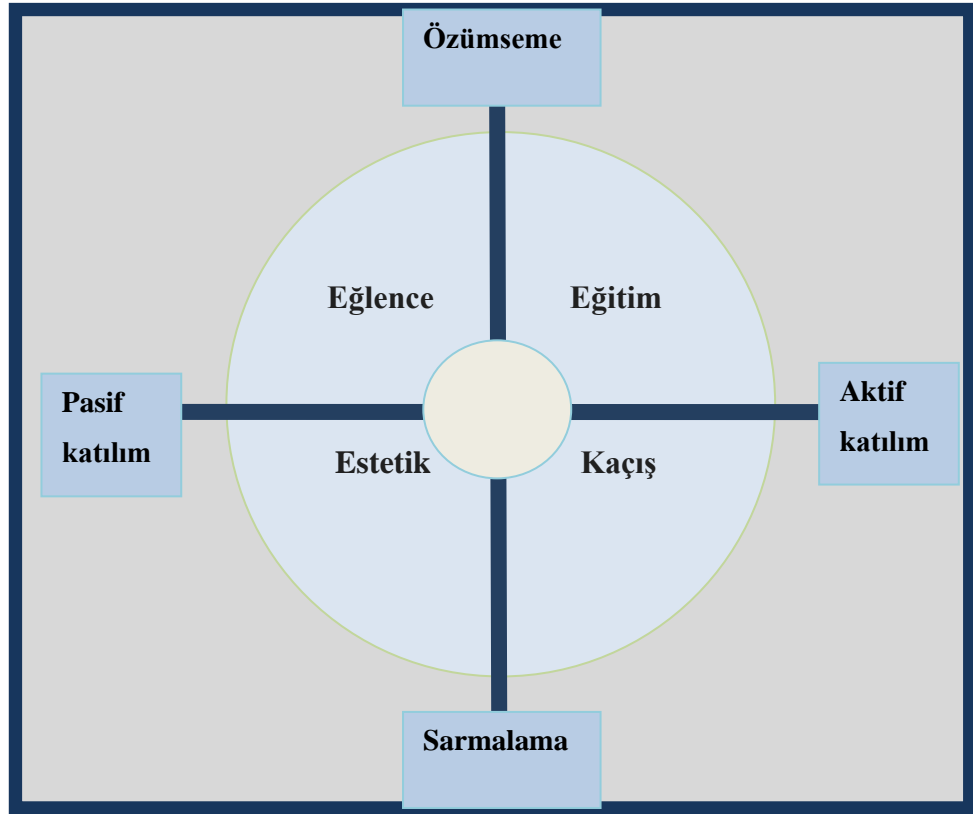 Özümseme
Eğlence
Eğitim
Pasif
katılım
Aktif
katılım
Estetik
Kaçış
Sarmalama